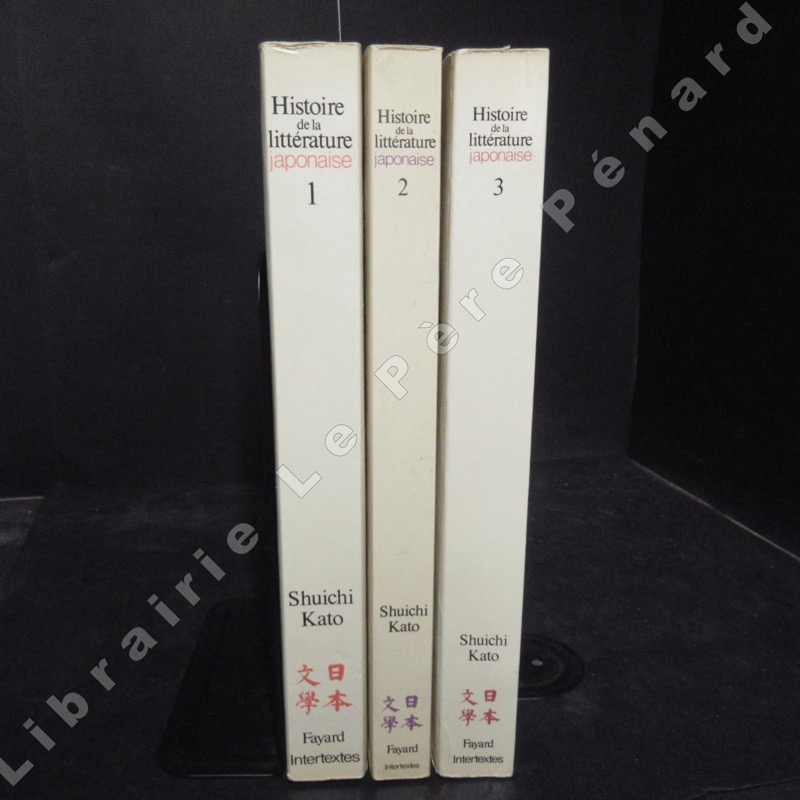 Histoire
de la
littérature
japonaise
1
Shuichi
Kato
日本
文學
Fayard
Intertextes
Histoire
de la
littérature
japonaise
2
Shuichi
Kato
日本
文學
Fayard
Intertextes
Histoire
de la
littérature
japonaise
3
Shuichi
Kato
日本
文學
Fayard
Intertextes
Librairie Le Père Pénard